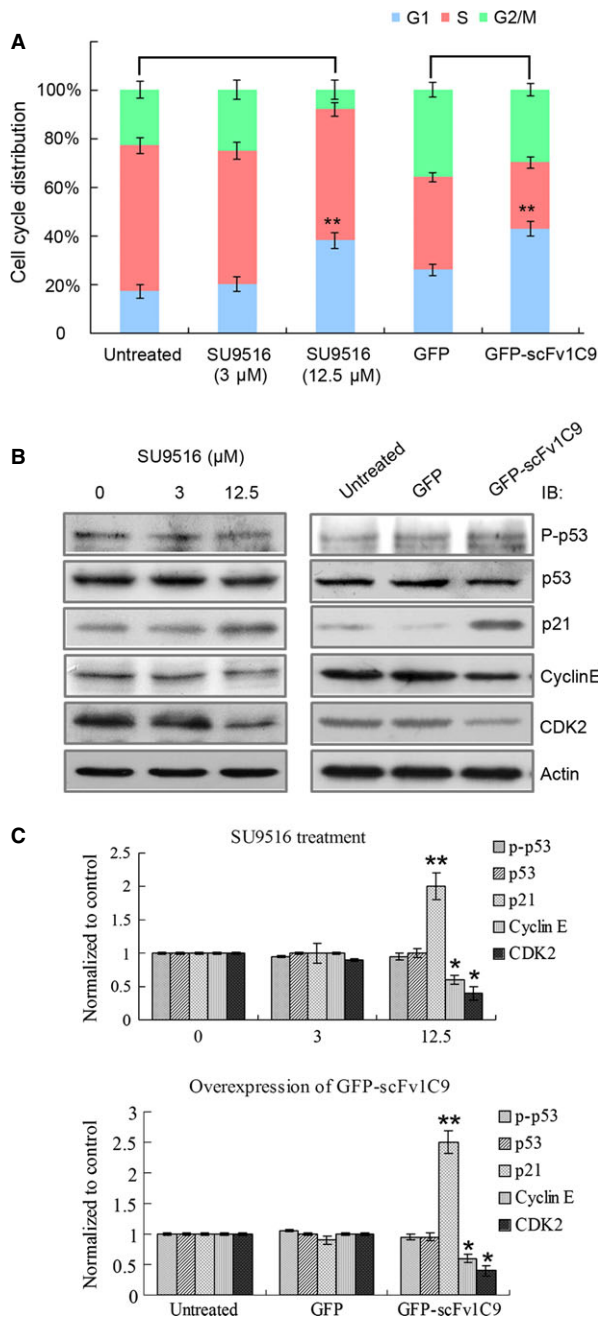 G1 S G2/M
A
Cell cycle distribution
100%
80%
60%
40%
20%
0
**
**
Untreated
SU9516
(3 µM)
SU9516
(12.5 µM)
GFP
GFP-scFv1C9
B
SU9516 (µM)
0 3 12.5
Untreated
GFP
GFP-scFv1C9
IB:
P-p53
p53
p21
CyclinE
CDK2
Actin
C
SU9516 treatment
Normalized to control
2.5
2
1.5
1
0.5
0
**
*
*
0 3 12.5
p-p53
p53
p21
Cyclin E
CDK2
Overexpression of GFP-scFv1C9
Normalized to control
3
2.5
2
1.5
1
0.5
0
**
*
*
Untreated GFP GFP-scFv1C9
p-p53
p53
p21
Cyclin E
CDK2